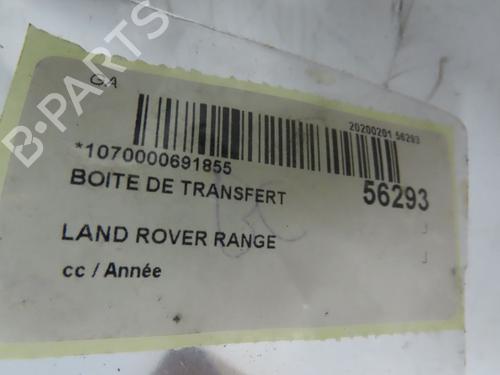 GA
20200201 56293
*1070000691855
BOITE DE TRANSFERT
56293
LAND ROVER RANGE
cc / Année
B-PARTS